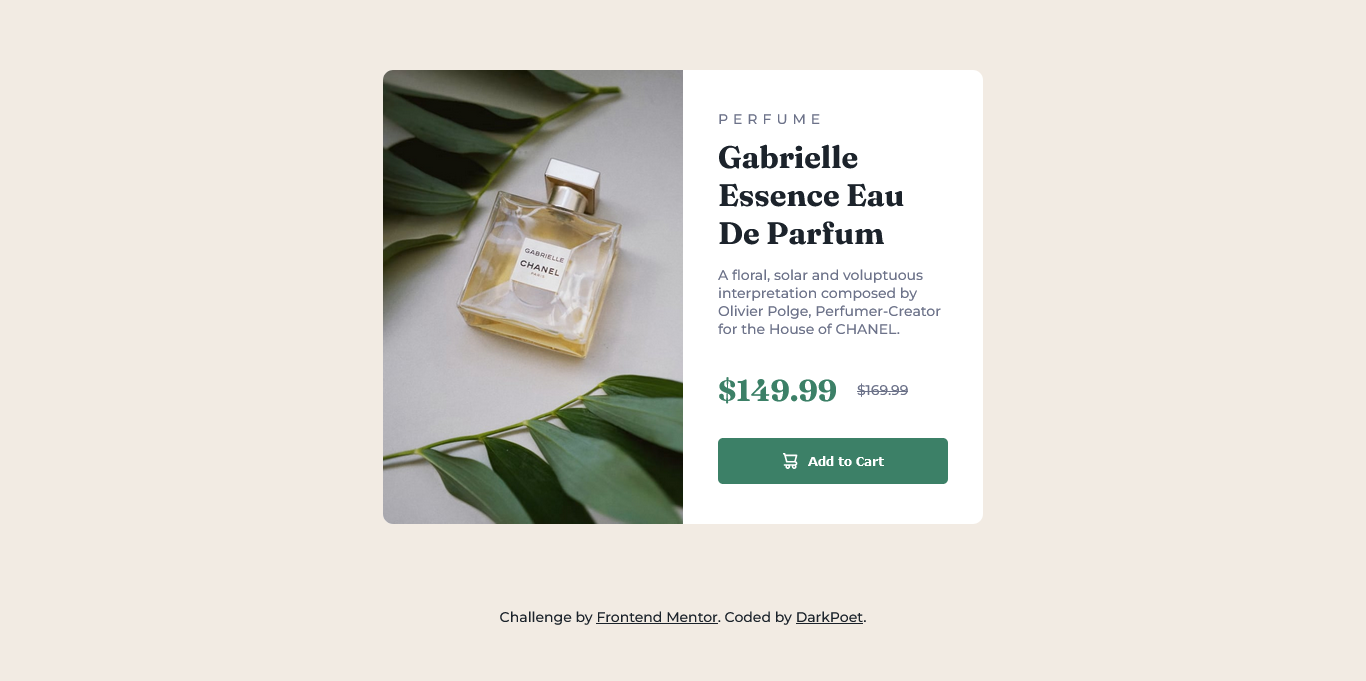 GABRIELLE
CHANEL
PARIS
PERFUME
Gabrielle
Essence Eau
De Parfum
A floral, solar and voluptuous
interpretation composed by
Olivier Polge, Perfumer-Creator
for the House of CHANEL.
$149.99 $169.99
Add to Cart
Challenge by Frontend Mentor. Coded by DarkPoet.